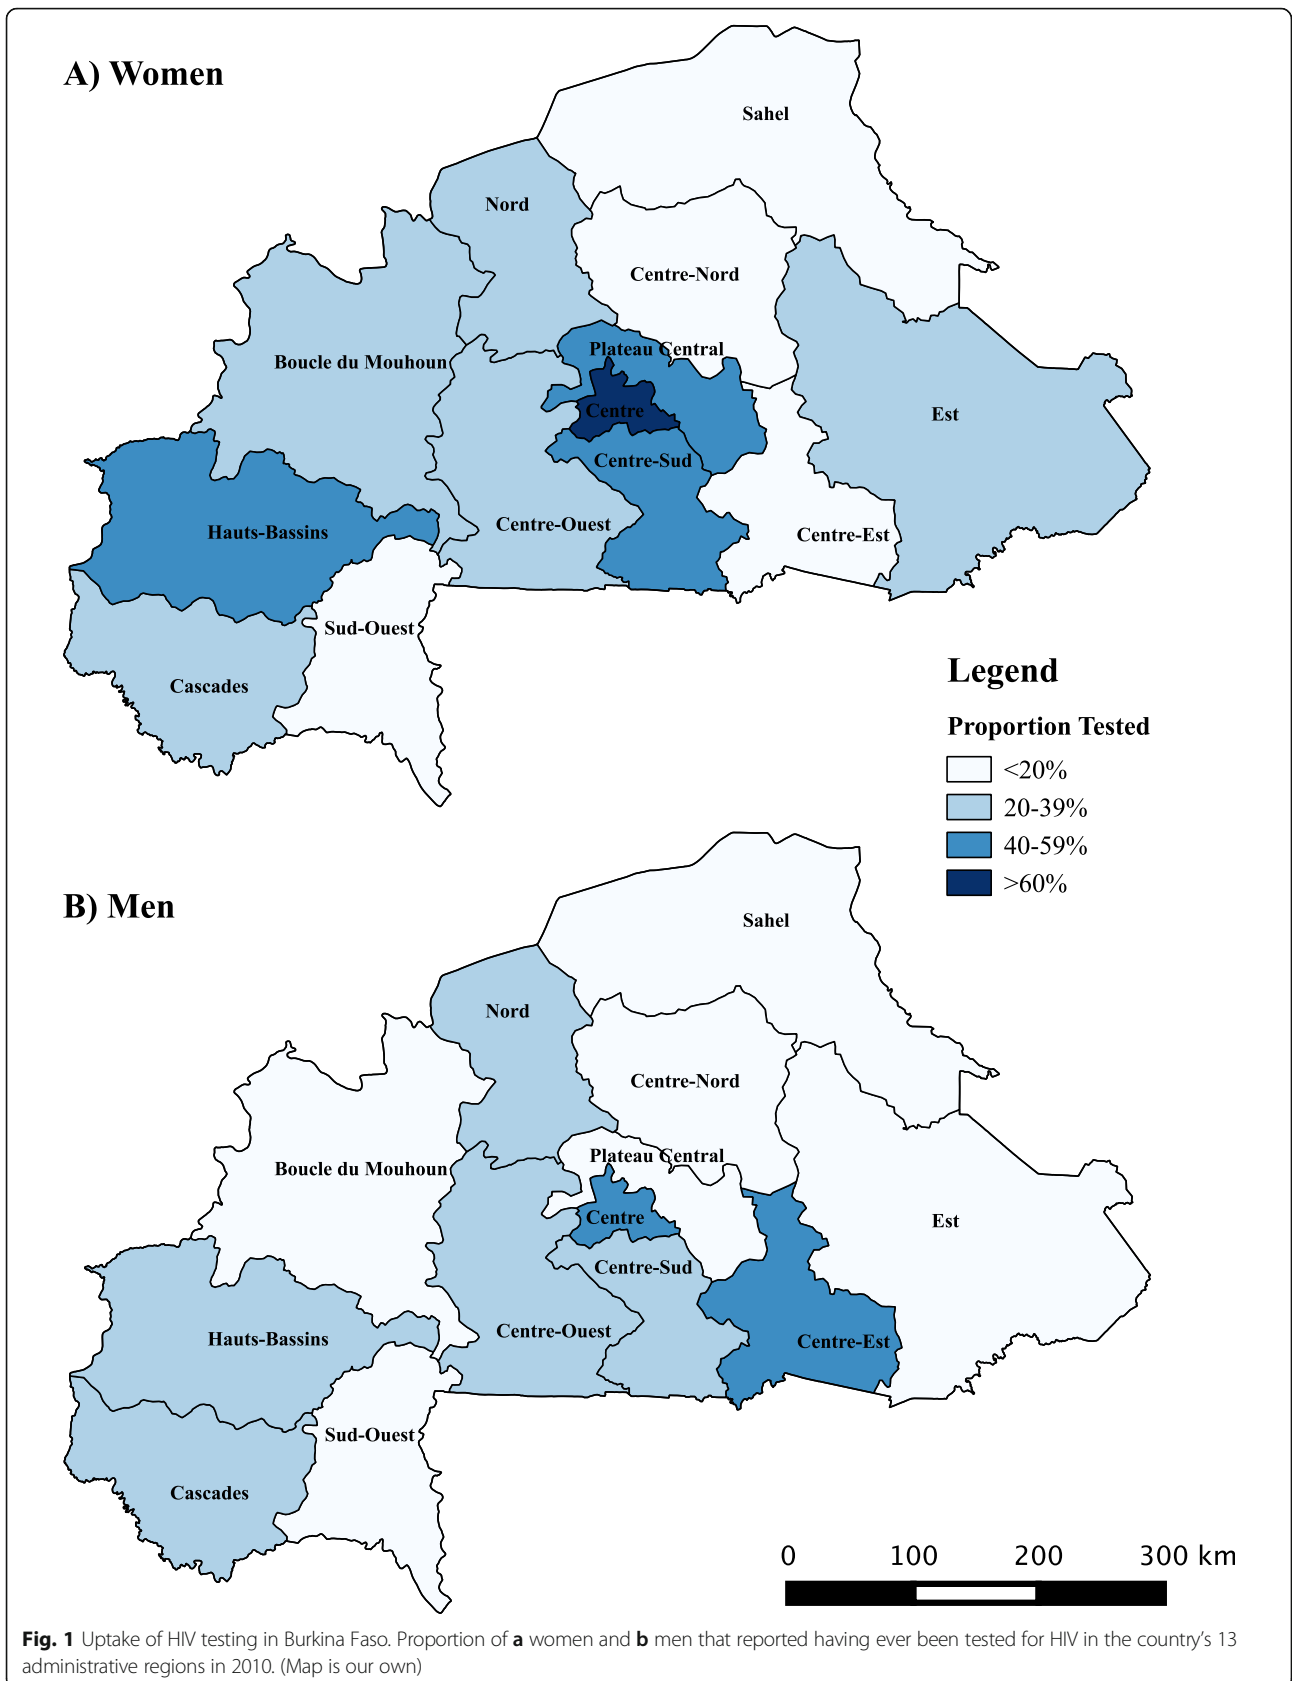 A) Women
Sahel
Nord
Centre-Nord
Plateau Central
Boucle du Mouhoun
Centre
Est
Centre-Sud
Centre-Ouest
Hauts-Bassins
Centre-Est
Sud-Ouest
Cascades
Legend
Proportion Tested
<20%
20-39%
40-59%
>60%
B) Men
Sahel
Nord
Centre-Nord
Plateau Central
Boucle du Mouhoun
Centre
Est
Centre-Sud
Centre-Ouest
Hauts-Bassins
Centre-Est
Sud-Ouest
Cascades
0 100 200 300 km
Fig. 1 Uptake of HIV testing in Burkina Faso. Proportion of a women and b men that reported having ever been tested for HIV in the country's 13
administrative regions in 2010. (Map is our own)